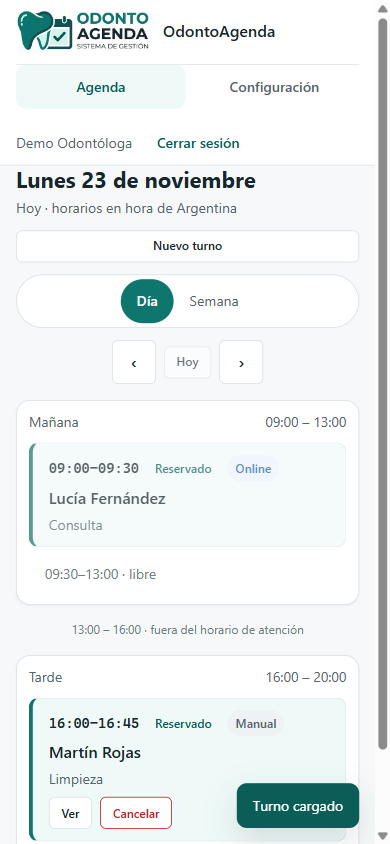 ODONTO
AGENDA
SISTEMA DE GESTIÓN
OdontoAgenda
Agenda Configuración
Demo Odontóloga Cerrar sesión
Lunes 23 de noviembre
Hoy · horarios en hora de Argentina
Nuevo turno
Día Semana
‹ Hoy ›
Mañana 09:00 – 13:00
09:00–09:30 Reservado Online
Lucía Fernández
Consulta
09:30–13:00 · libre
13:00 – 16:00 · fuera del horario de atención
Tarde 16:00 – 20:00
16:00–16:45 Reservado Manual
Martín Rojas
Limpieza
Ver Cancelar
Turno cargado